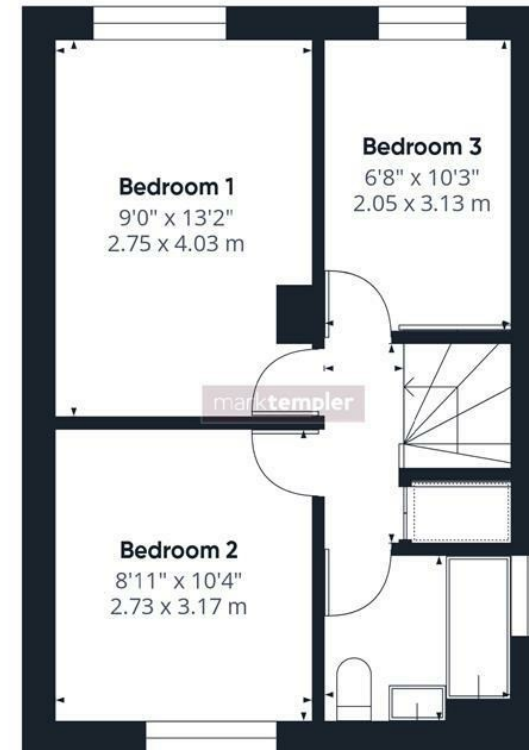 Bedroom 1
9'0" x 13'2"
2.75 x 4.03 m
Bedroom 3
6'8" x 10'3"
2.05 x 3.13 m
marktempler
Bedroom 2
8'11" x 10'4"
2.73 x 3.17 m